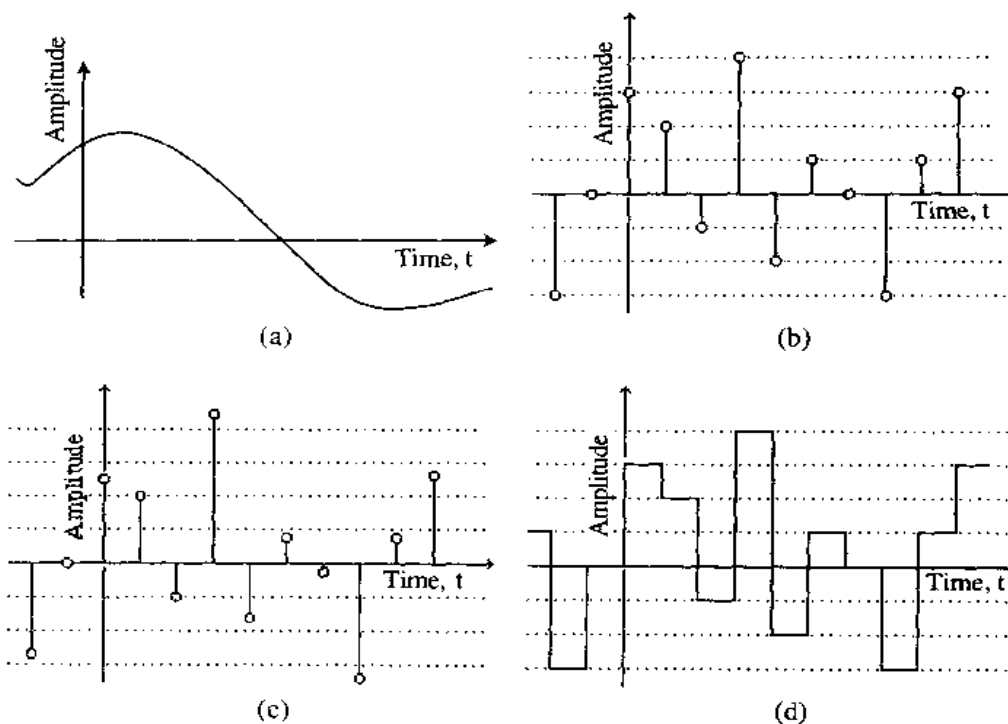 Amplitude
Time, t
(a)
Amplitude
Time, t
(b)
Amplitude
Time, t
(c)
Amplitude
Time, t
(d)